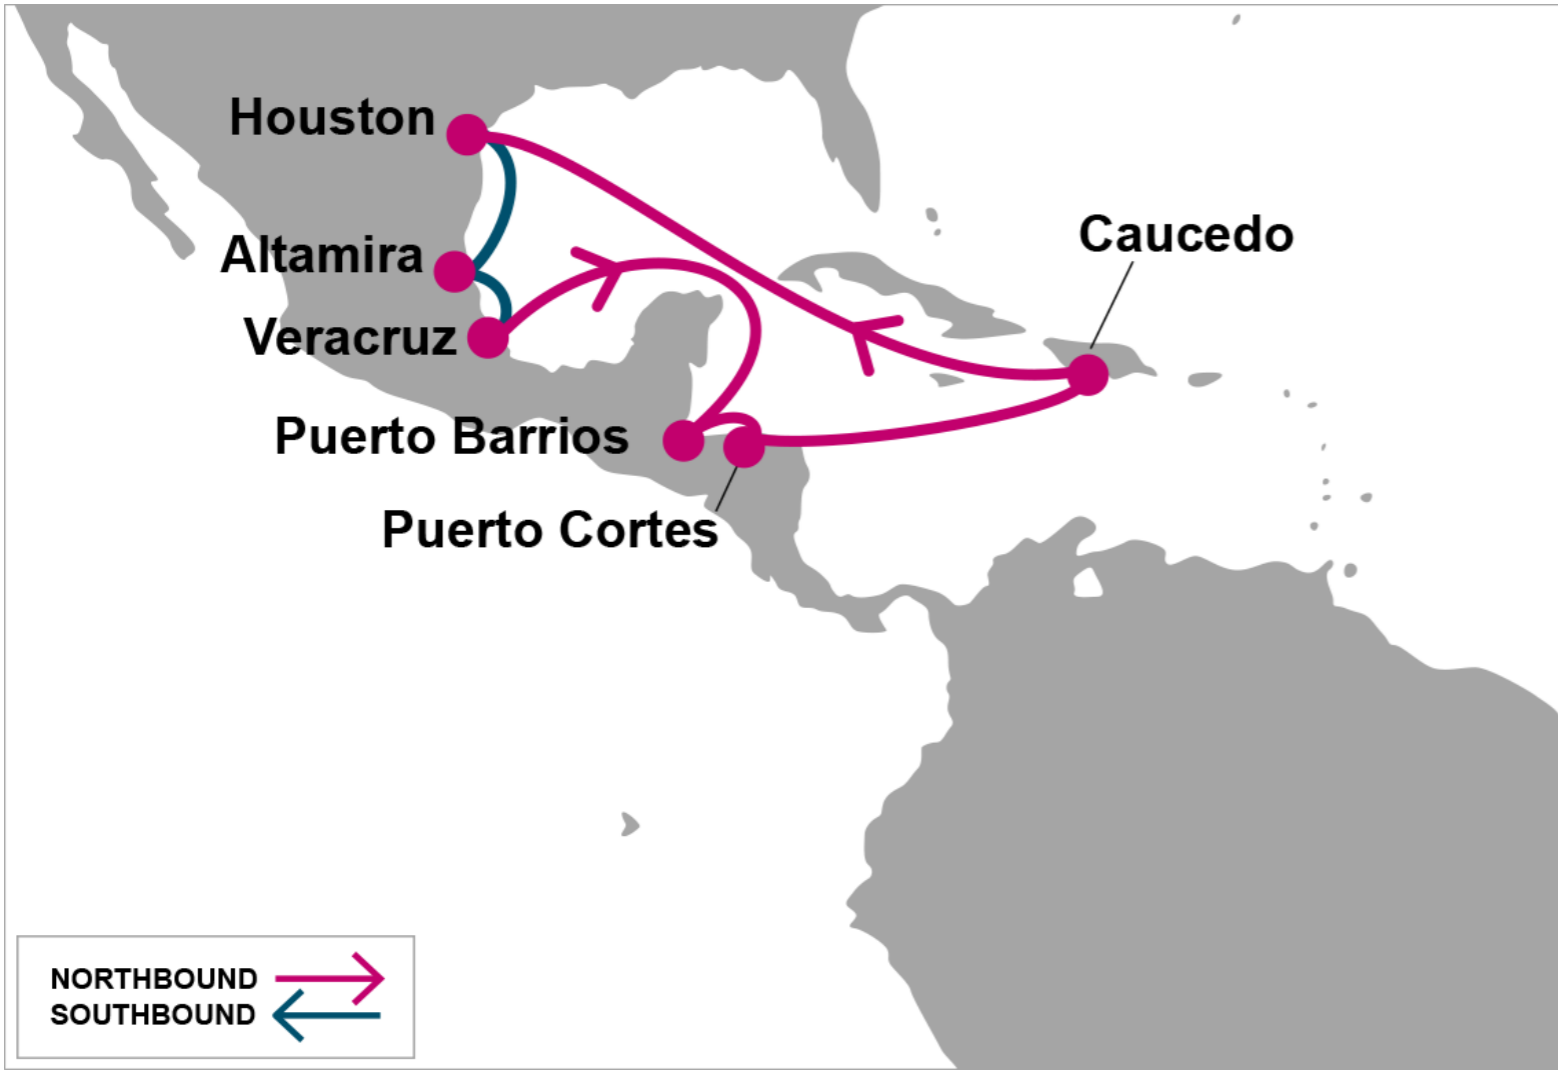 Houston
Caucedo
Altamira
Veracruz
Puerto Barrios
Puerto Cortes
NORTHBOUND
SOUTHBOUND